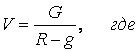 V = G / (R − g),  где